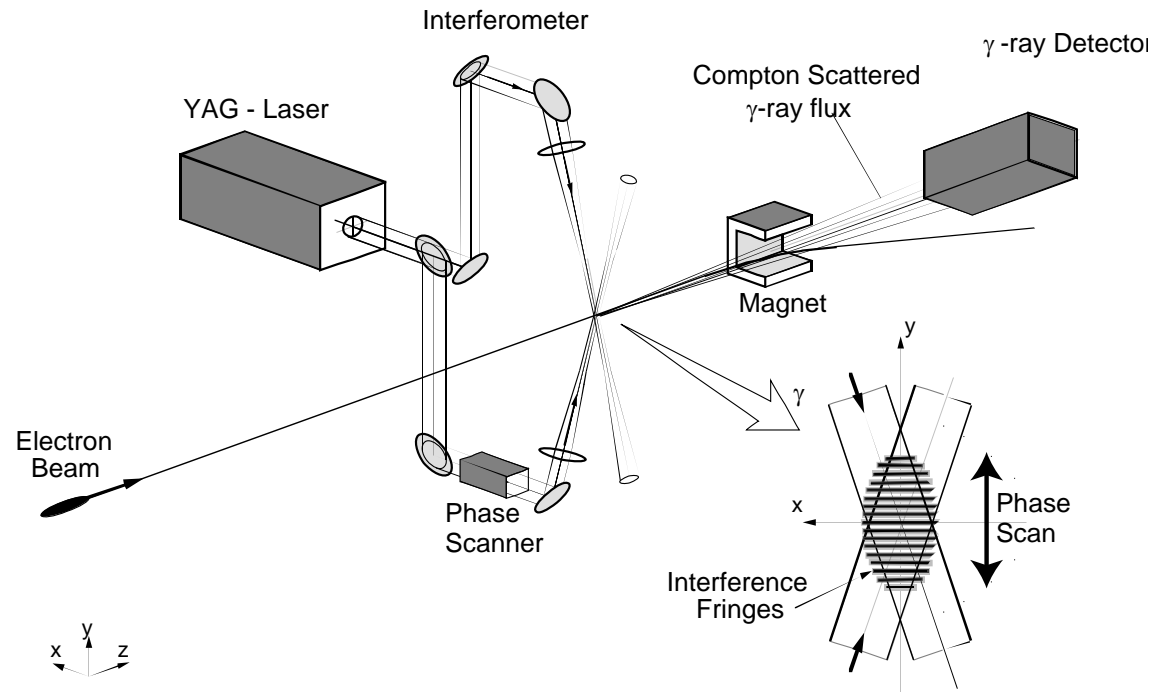 Interferometer
γ -ray Detector
Compton Scattered
γ-ray flux
YAG - Laser
Magnet
y
γ
Electron
Beam
x
Phase
Scan
Phase
Scanner
Interference
Fringes
y
x
z